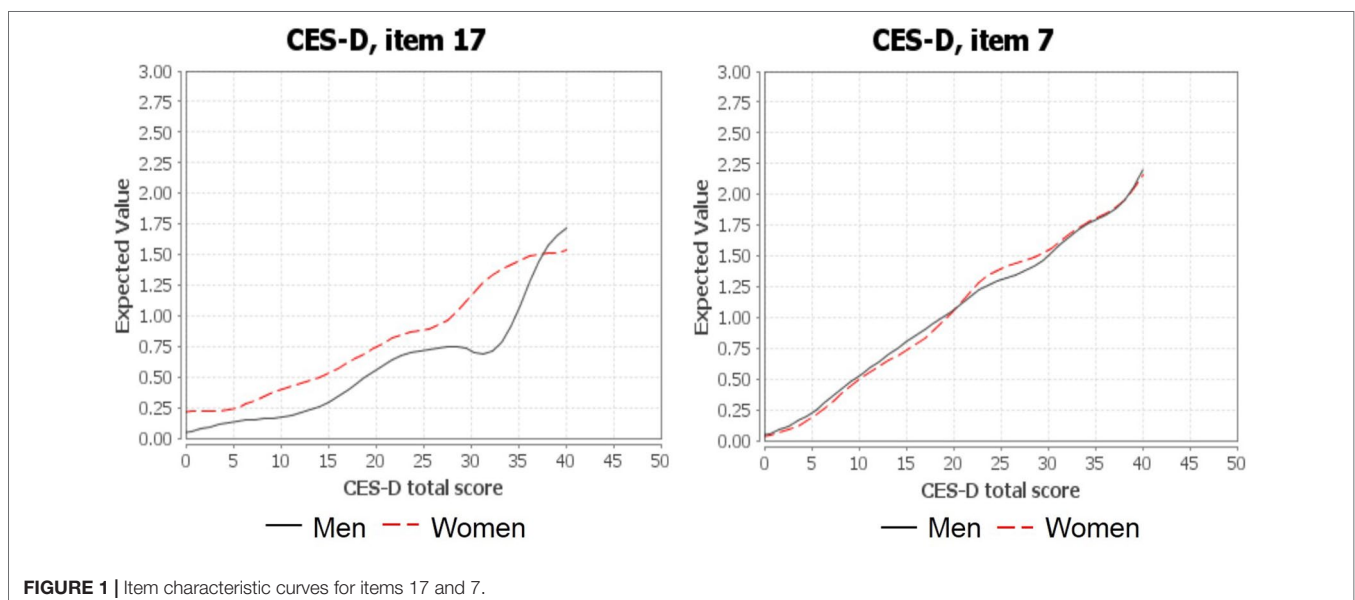 CES-D, item 17
3.00
2.75
2.50
2.25
2.00
1.75
1.50
1.25
1.00
0.75
0.50
0.25
0.00
Expected Value
0 5 10 15 20 25 30 35 40 45 50
CES-D total score
Men Women
CES-D, item 7
3.00
2.75
2.50
2.25
2.00
1.75
1.50
1.25
1.00
0.75
0.50
0.25
0.00
Expected Value
0 5 10 15 20 25 30 35 40 45 50
CES-D total score
Men Women
FIGURE 1 | Item characteristic curves for items 17 and 7.